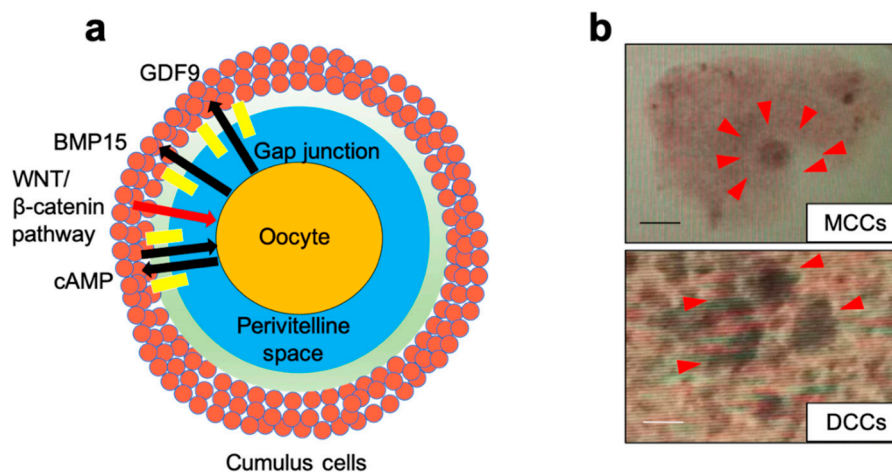 a
GDF9
BMP15
WNT/
β-catenin
pathway
cAMP
Gap junction
Oocyte
Perivitelline
space
Cumulus cells
b
MCCs
DCCs